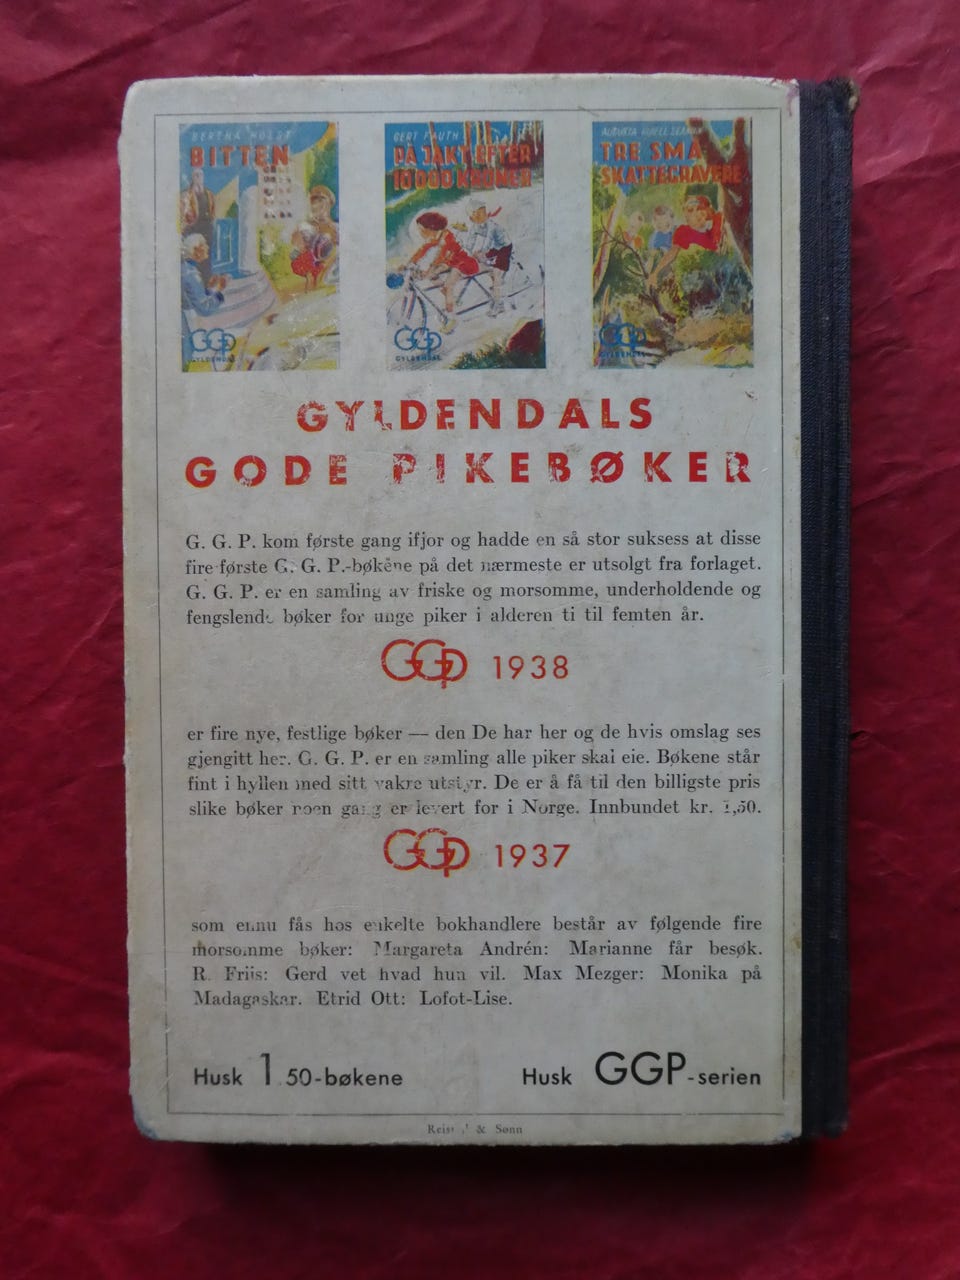 BERTHA HOLST
BITTEN
GGP
GYLDENDAL
GERT FAUTH
PÅ JAKT EFTER
10 000 KRONER
GGP
GYLDENDAL
AUGUSTA
TRE SMÅ
SKATTEGRAVERE
GGP
GYLDENDAL
GYLDENDALS
GODE PIKEBØKER
G. G. P. kom første gang ifjor og hadde en så stor suksess at disse
fire første G. G. P.-bøkene på det nærmeste er utsolgt fra forlaget.
G. G. P. er en samling av friske og morsomme, underholdende og
fengslende bøker for unge piker i alderen ti til femten år.
GGP 1938
er fire nye, festlige bøker — den De har her og de hvis omslag ses
gjengitt her. G. G. P. er en samling alle piker skal eie. Bøkene står
fint i hyllen med sitt vakre utstyr. De er å få til den billigste pris
slike bøker noen gang er levert for i Norge. Innbundet kr. 1,50.
GGP 1937
som ennu fås hos enkelte bokhandlere består av følgende fire
morsomme bøker: Margareta Andrén: Marianne får besøk.
R. Friis: Gerd vet hvad hun vil. Max Mezger: Monika på
Madagaskar. Estrid Ott: Lofot-Lise.
Husk 1.50-bøkene Husk GGP-serien
& Sønn